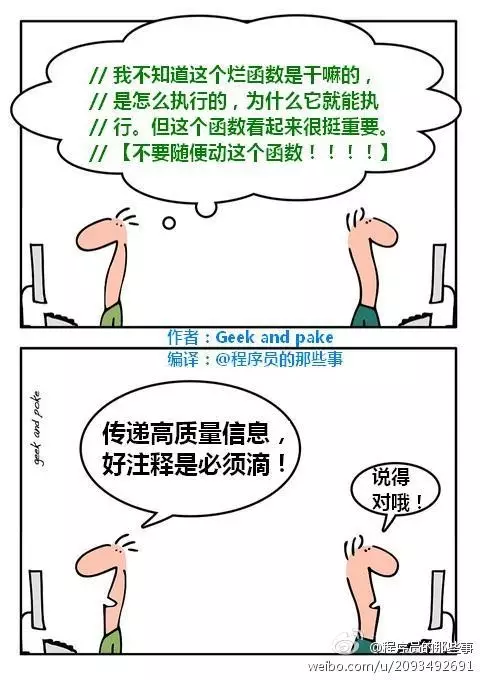 // 我不知道这个烂函数是干嘛的，
// 是怎么执行的，为什么它就能执
// 行。但这个函数看起来很挺重要。
// 【不要随便动这个函数！！！！】
作者：Geek and pake
编译：@程序员的那些事
geek and poke
传递高质量信息，
好注释是必须滴！
说得
对哦！
@程序员的那些事
weibo.com/u/2093492691